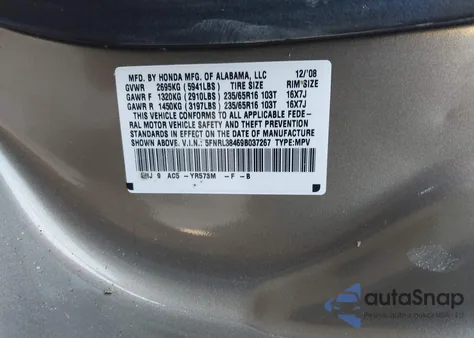 MFD. BY HONDA MFG. OF ALABAMA, LLC 12/'08
GVWR 2695KG (5941LBS) TIRE SIZE RIM SIZE
GAWR F 1320KG (2910LBS) 235/65R16 103T 16X7J
GAWR R 1450KG (3197LBS) 235/65R16 103T 16X7J
THIS VEHICLE CONFORMS TO ALL APPLICABLE FEDE-
RAL MOTOR VEHICLE SAFETY AND THEFT PREVENTION
STANDARDS IN EFFECT ON THE DATE OF MANUFACTURE
SHOWN ABOVE. V.I.N.: 5FNRL38469B037267 TYPE:MPV
9 AC5 -YR573M -F -B
autoSnap